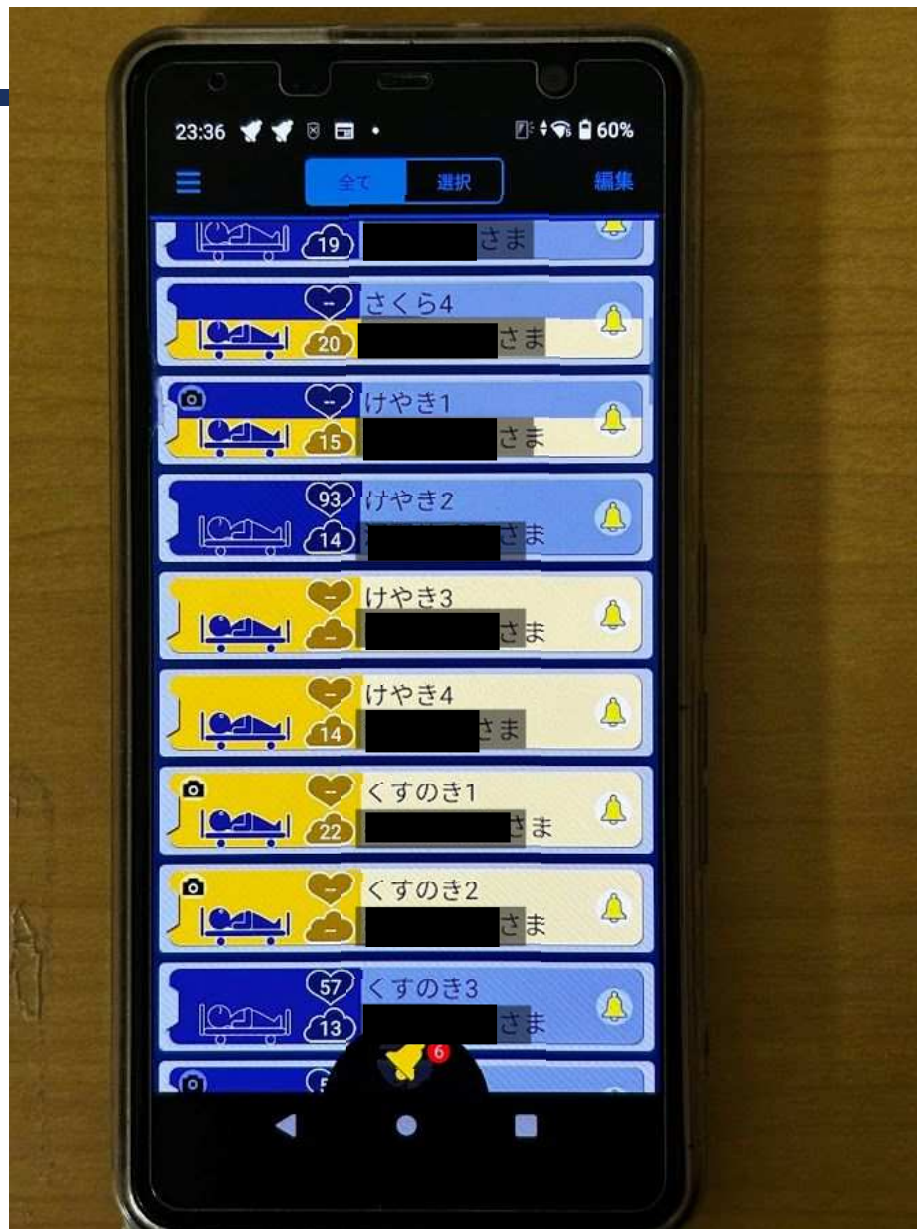 23:36 60%
全て 選択 編集
19 さま
-- さくら4
20 さま
-- けやき1
15 さま
93 けやき2
14 さま
-- けやき3
-- さま
-- けやき4
14 さま
-- くすのき1
22 さま
-- くすのき2
-- さま
57 くすのき3
13 さま
6